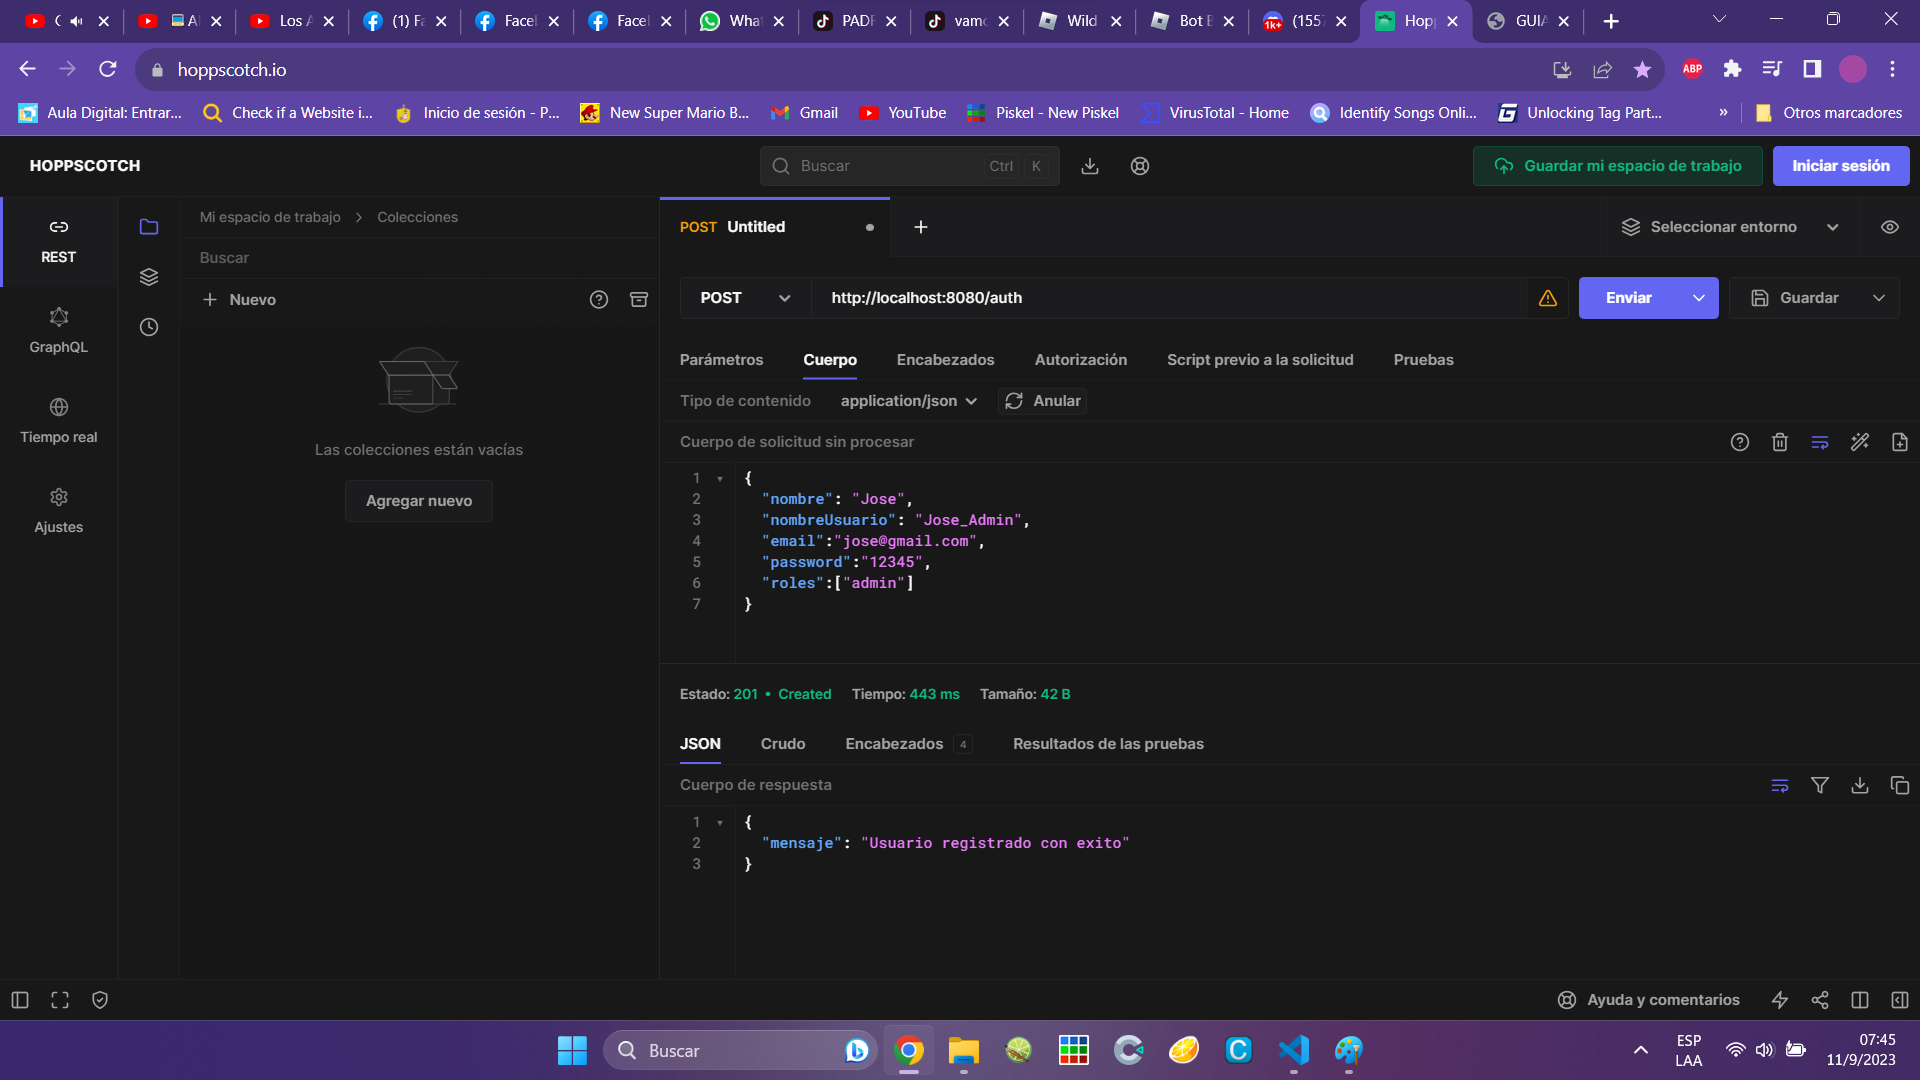 (
Al
Los A
(1) Fa
Facel
Facel
What
PADR
vamo
Wild
Bot B
(1557
Hopp
GUIA
hoppscotch.io
ABP
Aula Digital: Entrar...
Check if a Website i...
Inicio de sesión - P...
New Super Mario B...
Gmail
YouTube
Piskel - New Piskel
VirusTotal - Home
Identify Songs Onli...
Unlocking Tag Part...
»
Otros marcadores
HOPPSCOTCH
Buscar
Ctrl
K
Guardar mi espacio de trabajo
Iniciar sesión
REST
GraphQL
Tiempo real
Ajustes
Mi espacio de trabajo > Colecciones
Buscar
+ Nuevo
Las colecciones están vacías
Agregar nuevo
POST Untitled
Seleccionar entorno
POST
http://localhost:8080/auth
Enviar
Guardar
Parámetros
Cuerpo
Encabezados
Autorización
Script previo a la solicitud
Pruebas
Tipo de contenido
application/json
Anular
Cuerpo de solicitud sin procesar
1 {
2 "nombre": "Jose",
3 "nombreUsuario": "Jose_Admin",
4 "email":"jose@gmail.com",
5 "password":"12345",
6 "roles":["admin"]
7 }
Estado: 201 • Created
Tiempo: 443 ms
Tamaño: 42 B
JSON
Crudo
Encabezados 4
Resultados de las pruebas
Cuerpo de respuesta
1 {
2 "mensaje": "Usuario registrado con exito"
3 }
Ayuda y comentarios
Buscar
ESP
LAA
07:45
11/9/2023